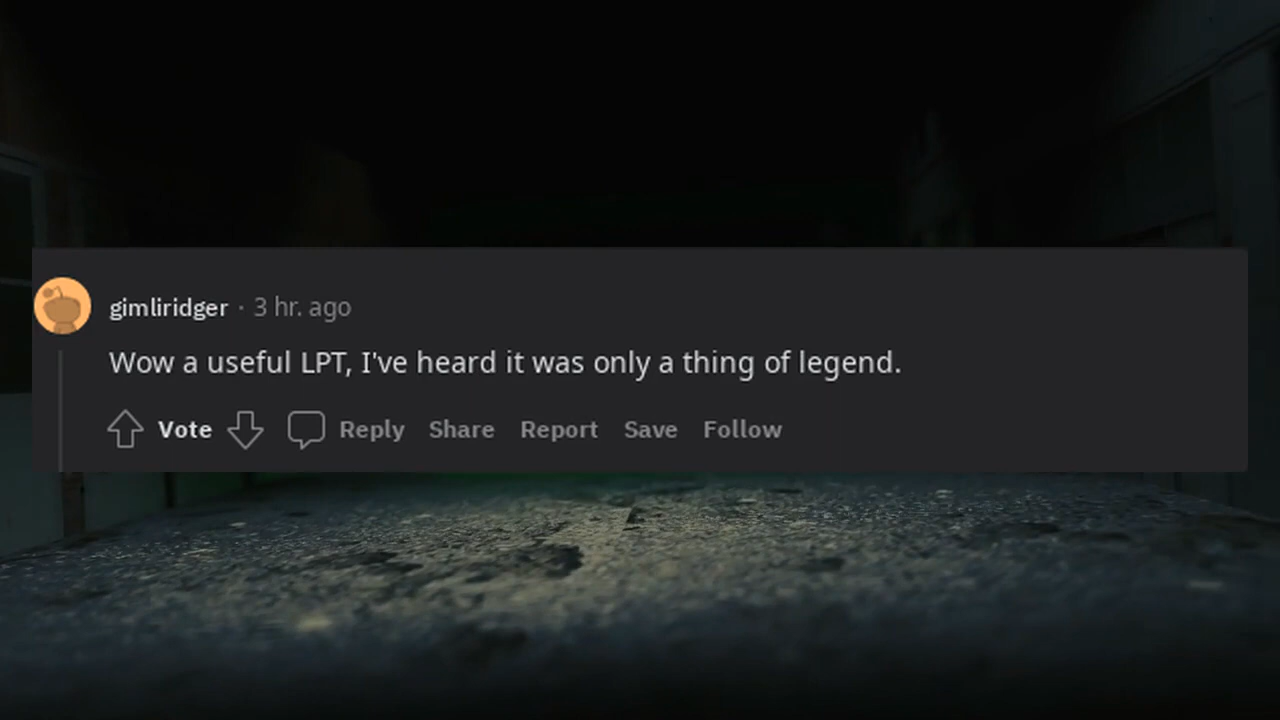 gimliridger · 3 hr. ago
Wow a useful LPT, I've heard it was only a thing of legend.
Vote Reply Share Report Save Follow